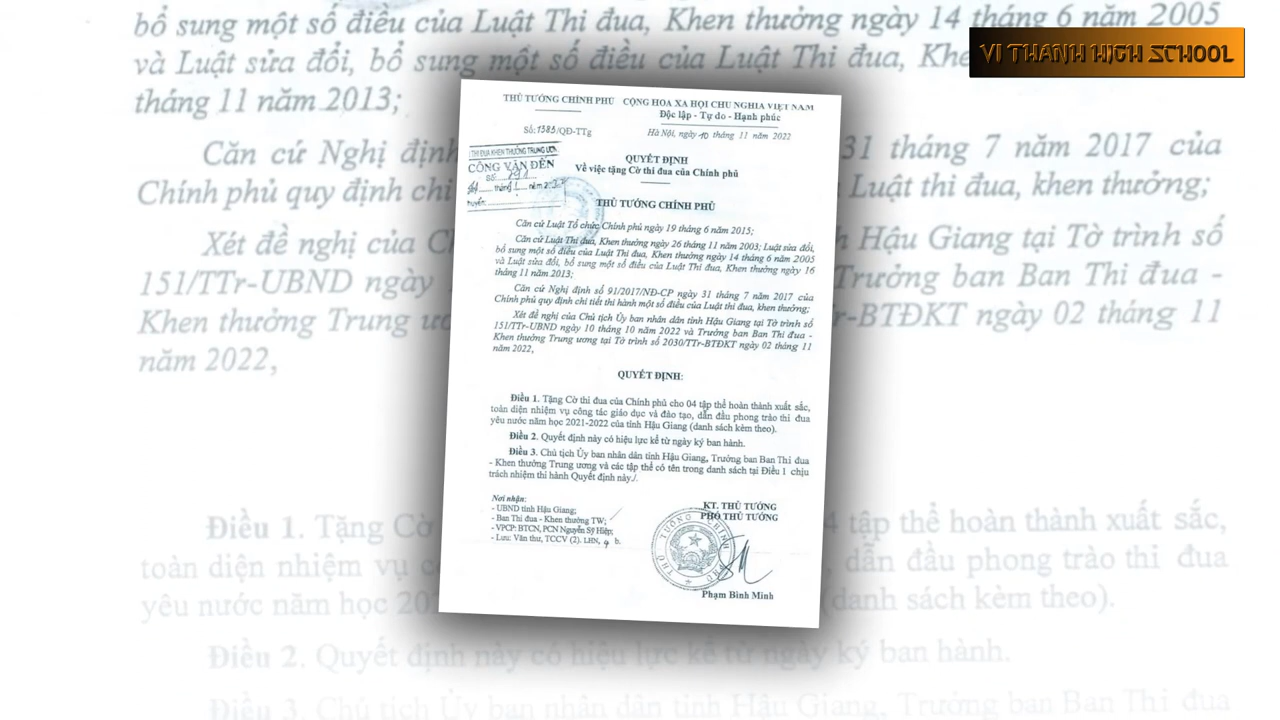 bổ sung một số điều của Luật Thi đua, Khen thưởng ngày 14 tháng 6 năm 2005
và Luật sửa đổi, bổ sung một số điều của Luật Thi đua, Khe
tháng 11 năm 2013;
VI THANH HIGH SCHOOL
Căn cứ Nghị định 31 tháng 7 năm 2017 của
Chính phủ quy định chi Luật thi đua, khen thưởng;
Xét đề nghị của C h Hậu Giang tại Tờ trình số
151/TTr-UBND ngày Trưởng ban Ban Thi đua -
Khen thưởng Trung ươ r-BTĐKT ngày 02 tháng 11
năm 2022,
Điều 1. Tặng Cờ 4 tập thể hoàn thành xuất sắc,
toàn diện nhiệm vụ c dẫn đầu phong trào thi đua
yêu nước năm học 20 (danh sách kèm theo).
Điều 2. Quyết định này có hiệu lực kể từ ngày ký ban hành.
Điều 3. Chủ tịch Ủy ban nhân dân tỉnh Hậu Giang, Trưởng ban Ban Thi đua
THỦ TƯỚNG CHÍNH PHỦ
CỘNG HOA XA HỘI CHU NGHIA VIỆT NAM
Độc lập - Tự do - Hạnh phúc
Số: 1385/QĐ-TTg
Hà Nội, ngày 10 tháng 11 năm 2022
THI ĐUA KHEN THƯỞNG TRUNG ƯƠN
CÔNG VĂN ĐẾN
Số:
QUYẾT ĐỊNH
Về việc tặng Cờ thi đua của Chính phủ
THỦ TƯỚNG CHÍNH PHỦ
Căn cứ Luật Tổ chức Chính phủ ngày 19 tháng 6 năm 2015;
Căn cứ Luật Thi đua, Khen thưởng ngày 26 tháng 11 năm 2003; Luật sửa đổi,
bổ sung một số điều của Luật Thi đua, Khen thưởng ngày 14 tháng 6 năm 2005
và Luật sửa đổi, bổ sung một số điều của Luật Thi đua, Khen thưởng ngày 16
tháng 11 năm 2013;
Căn cứ Nghị định số 91/2017/NĐ-CP ngày 31 tháng 7 năm 2017 của
Chính phủ quy định chi tiết thi hành một số điều của Luật thi đua, khen thưởng;
Xét đề nghị của Chủ tịch Ủy ban nhân dân tỉnh Hậu Giang tại Tờ trình số
151/TTr-UBND ngày 10 tháng 10 năm 2022 và Trưởng ban Ban Thi đua -
Khen thưởng Trung ương tại Tờ trình số 2030/TTr-BTĐKT ngày 02 tháng 11
năm 2022,
QUYẾT ĐỊNH:
Điều 1. Tặng Cờ thi đua của Chính phủ cho 04 tập thể hoàn thành xuất sắc,
toàn diện nhiệm vụ công tác giáo dục và đào tạo, dẫn đầu phong trào thi đua
yêu nước năm học 2021-2022 của tỉnh Hậu Giang (danh sách kèm theo).
Điều 2. Quyết định này có hiệu lực kể từ ngày ký ban hành.
Điều 3. Chủ tịch Ủy ban nhân dân tỉnh Hậu Giang, Trưởng ban Ban Thi đua
- Khen thưởng Trung ương và các tập thể có tên trong danh sách tại Điều 1 chịu
trách nhiệm thi hành Quyết định này./.
Nơi nhận:
- UBND tỉnh Hậu Giang;
- Ban Thi đua - Khen thưởng TW;
- VPCP: BTCN, PCN Nguyễn Sỹ Hiệp;
- Lưu: Văn thư, TCCV (2).
KT. THỦ TƯỚNG
PHÓ THỦ TƯỚNG
THỦ TƯỚNG CHÍNH PHỦ
Phạm Bình Minh